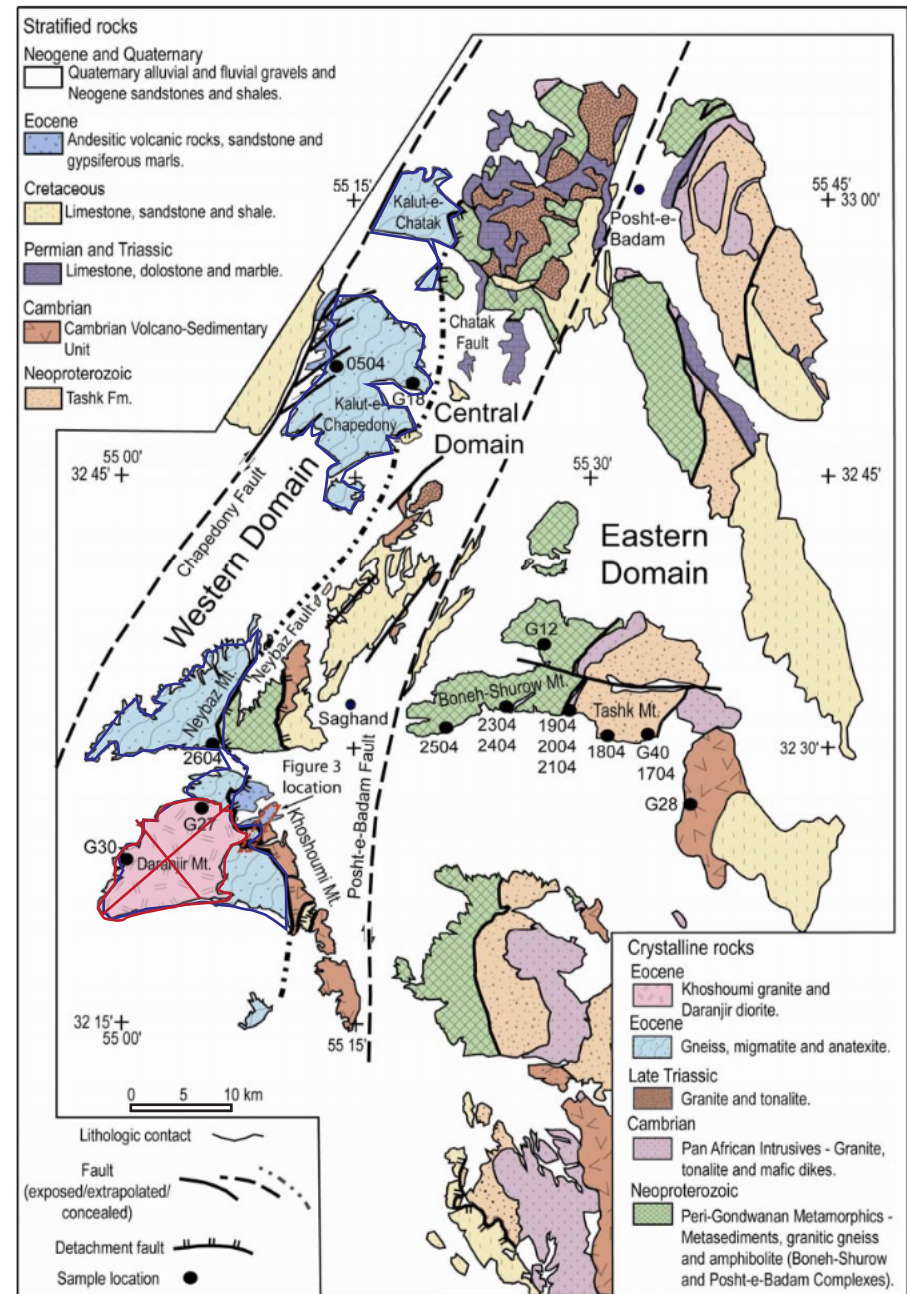 Stratified rocks
Neogene and Quaternary
Quaternary alluvial and fluvial gravels and
Neogene sandstones and shales.
Eocene
Andesitic volcanic rocks, sandstone and
gypsiferous marls.
Cretaceous
Limestone, sandstone and shale.
Permian and Triassic
Limestone, dolostone and marble.
Cambrian
Cambrian Volcano-Sedimentary
Unit
Neoproterozoic
Tashk Fm.
55 15'
Kalut-e-
Chatak
Posht-e-
Badam
55 45'
33 00'
Chatak
Fault
0504
G18
Kalut-e-
Chapedony
Central
Domain
55 00'
32 45'
55 30'
32 45'
Chapedony Fault
Western Domain
Eastern
Domain
Neybaz Fault
G12
Neybaz Mt.
Boneh-Shurow Mt.
Tashk Mt.
Saghand
2604
2504
2304
2404
1904
2004
2104
1804
G40
1704
32 30'
Figure 3
location
G27
G28
G30
Daranjir Mt.
Khoshoumi Mt.
Posht-e-Badam Fault
32 15'
55 00'
55 15'
0 5 10 km
Lithologic contact
Fault
(exposed/extrapolated/
concealed)
Detachment fault
Sample location
Crystalline rocks
Eocene
Khoshoumi granite and
Daranjir diorite.
Eocene
Gneiss, migmatite and anatexite.
Late Triassic
Granite and tonalite.
Cambrian
Pan African Intrusives - Granite,
tonalite and mafic dikes.
Neoproterozoic
Peri-Gondwanan Metamorphics -
Metasediments, granitic gneiss
and amphibolite (Boneh-Shurow
and Posht-e-Badam Complexes).